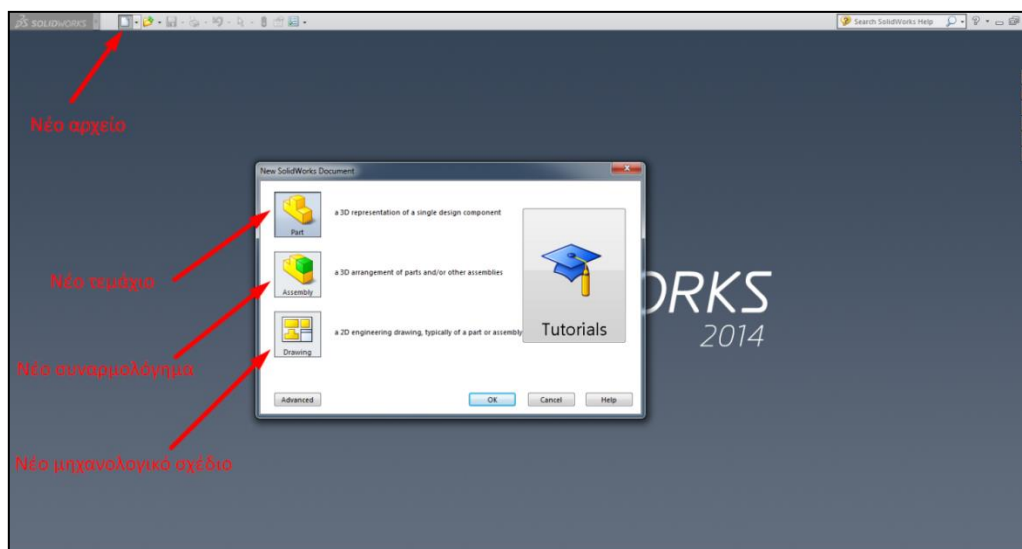 SOLIDWORKS
Search SolidWorks Help
Νέο αρχείο
New SolidWorks Document
Part
a 3D representation of a single design component
Νέο τεμάχιο
Assembly
a 3D arrangement of parts and/or other assemblies
Drawing
a 2D engineering drawing, typically of a part or assembly
Tutorials
ORKS
2014
Νέο συναρμολόγημα
Advanced
OK
Cancel
Help
Νέο μηχανολογικό σχέδιο